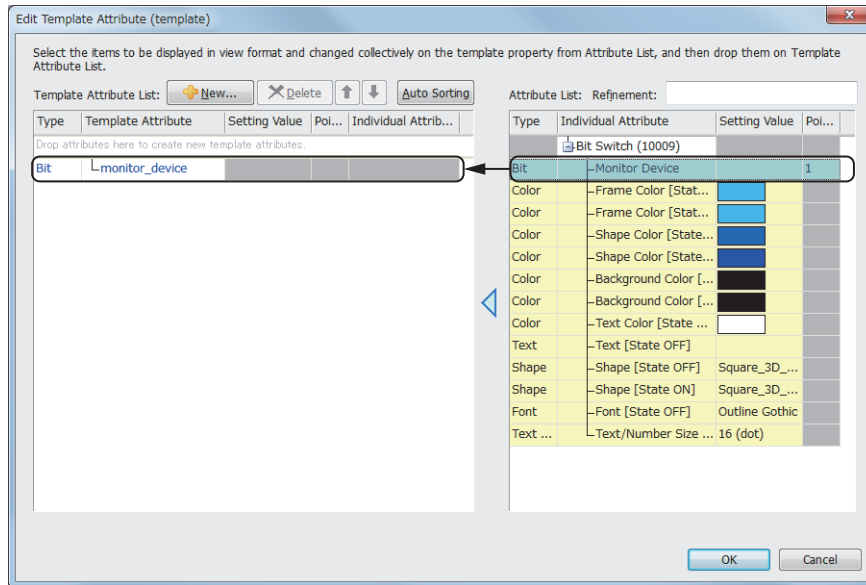 Edit Template Attribute (template)
Select the items to be displayed in view format and changed collectively on the template property from Attribute List, and then drop them on Template
Attribute List.
Template Attribute List: New... Delete Auto Sorting Attribute List: Refinement:
Type Template Attribute Setting Value Poi... Individual Attrib... Type Individual Attribute Setting Value Poi...
Drop attributes here to create new template attributes. Bit Switch (10009)
Bit monitor_device Bit Monitor Device 1
Color Frame Color [Stat...
Color Frame Color [Stat...
Color Shape Color [State...
Color Shape Color [State...
Color Background Color [...
Color Background Color [...
Color Text Color [State ...
Text Text [State OFF]
Shape Shape [State OFF] Square_3D_...
Shape Shape [State ON] Square_3D_...
Font Font [State OFF] Outline Gothic
Text ... Text/Number Size ... 16 (dot)
OK Cancel